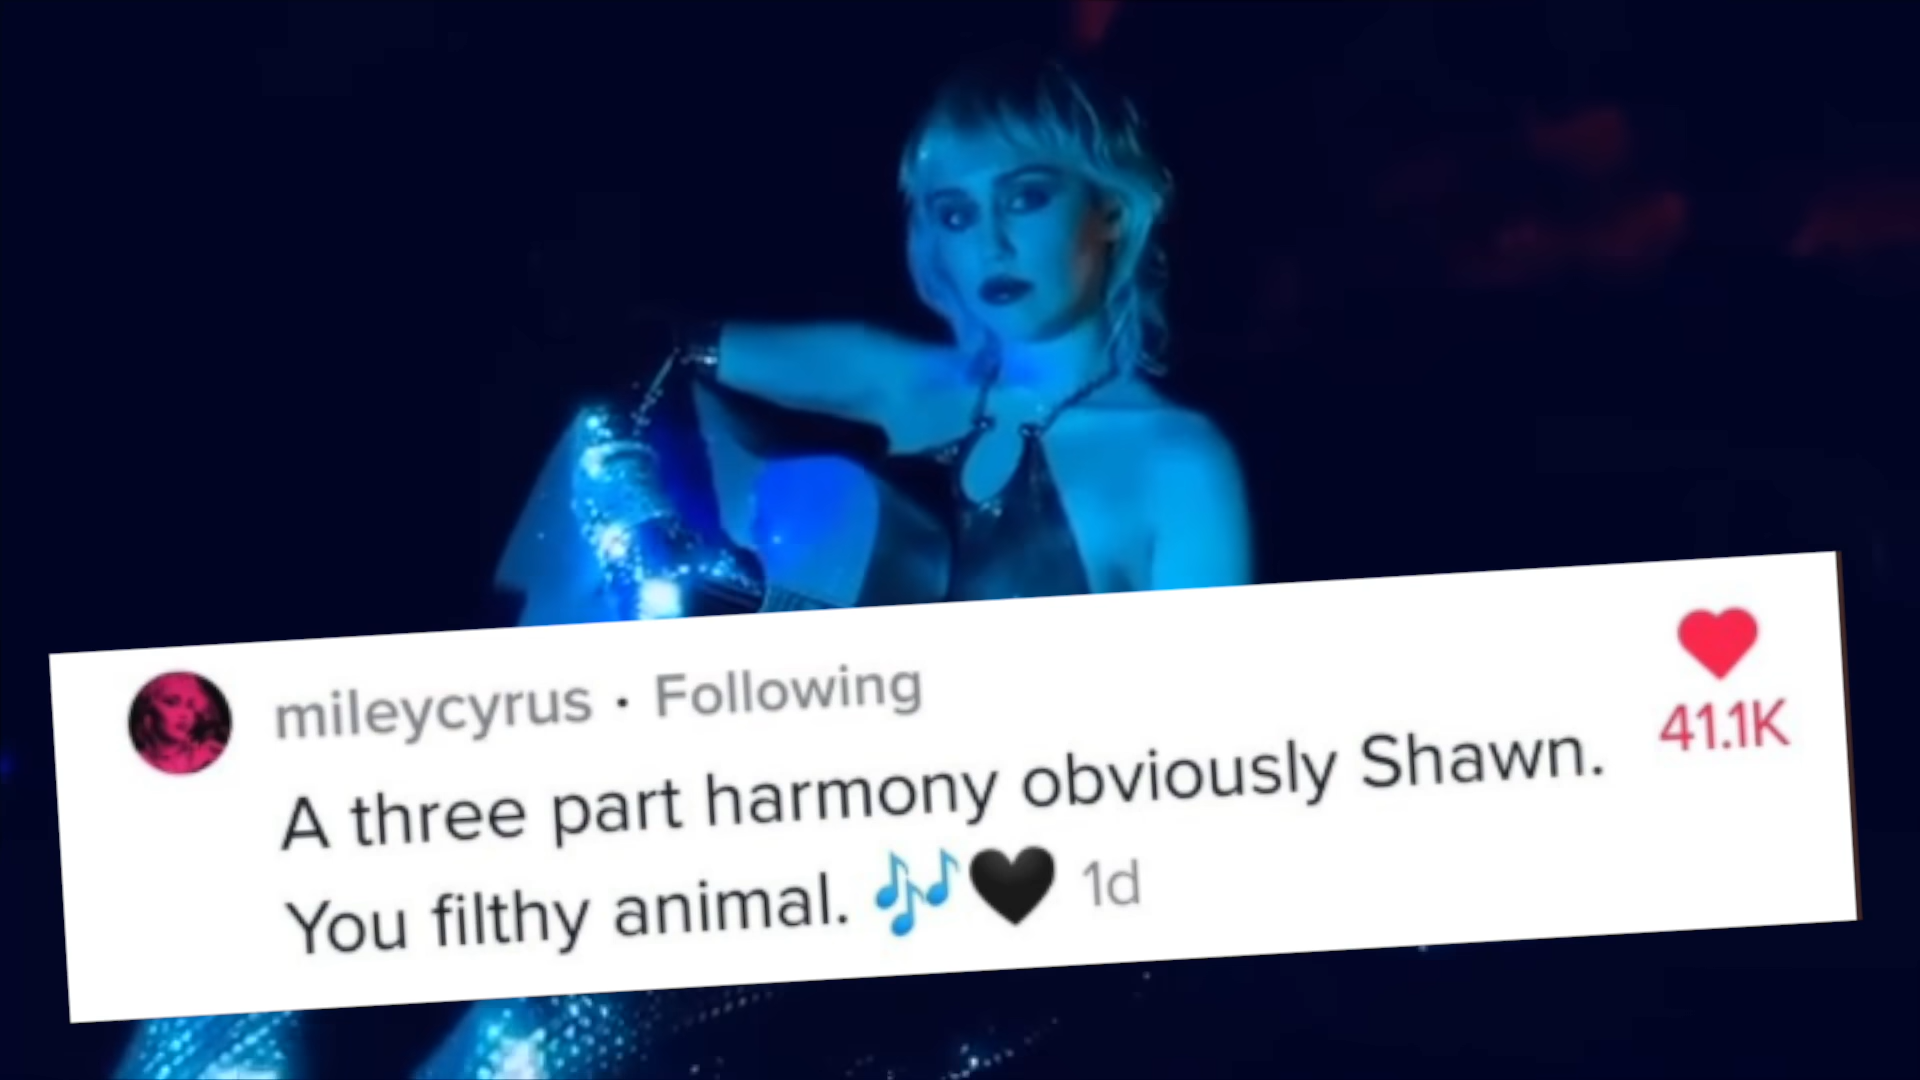 mileycyrus · Following
A three part harmony obviously Shawn.
You filthy animal. 🎶🖤 1d
41.1K